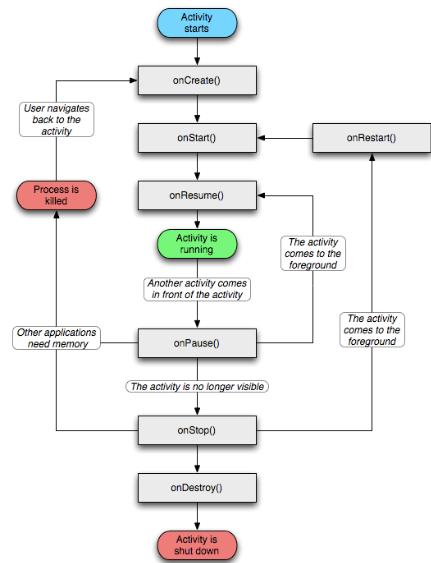 Activity
starts
onCreate()
User navigates
back to the
activity
onStart()
onRestart()
Process is
killed
onResume()
Activity is
running
The activity
comes to the
foreground
Another activity comes
in front of the activity
The activity
comes to the
foreground
Other applications
need memory
onPause()
The activity is no longer visible
onStop()
onDestroy()
Activity is
shut down